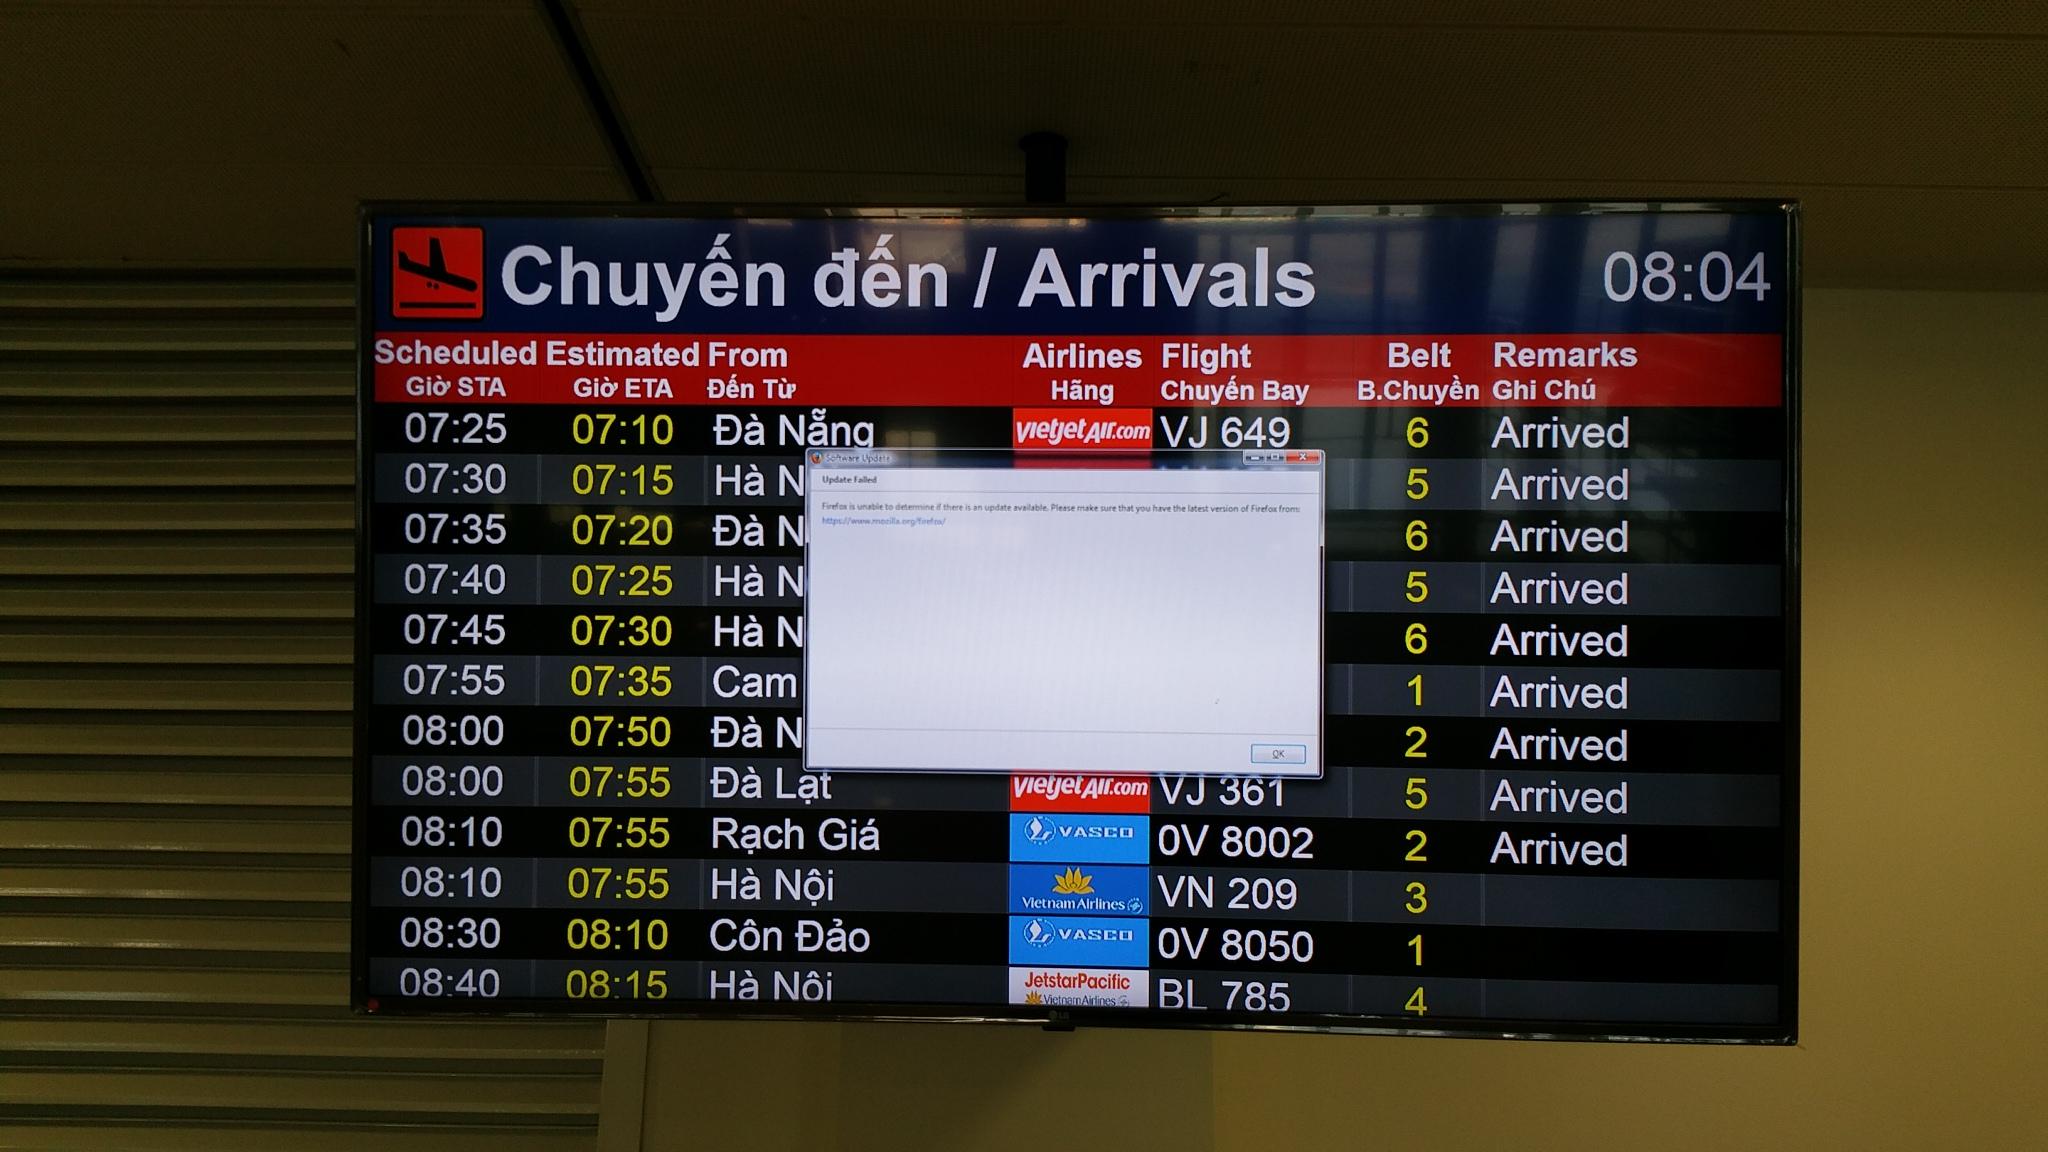 Chuyến đến / Arrivals 08:04
Scheduled Estimated From Airlines Flight Belt Remarks
Giờ STA Giờ ETA Đến Từ Hãng Chuyến Bay B.Chuyền Ghi Chú
07:25 07:10 Đà Nẵng vietjetAir.com VJ 649 6 Arrived
07:30 07:15 Hà N 5 Arrived
07:35 07:20 Đà N 6 Arrived
07:40 07:25 Hà N 5 Arrived
07:45 07:30 Hà N 6 Arrived
07:55 07:35 Cam 1 Arrived
08:00 07:50 Đà N 2 Arrived
08:00 07:55 Đà Lạt vietjetAir.com VJ 361 5 Arrived
08:10 07:55 Rạch Giá VASCO 0V 8002 2 Arrived
08:10 07:55 Hà Nội Vietnam Airlines VN 209 3
08:30 08:10 Côn Đảo VASCO 0V 8050 1
08:40 08:15 Hà Nội JetstarPacific BL 785 4
Vietnam Airlines
Software Update
Update Failed
Firefox is unable to determine if there is an update available. Please make sure that you have the latest version of Firefox from:
https://www.mozilla.org/firefox/
OK
LG